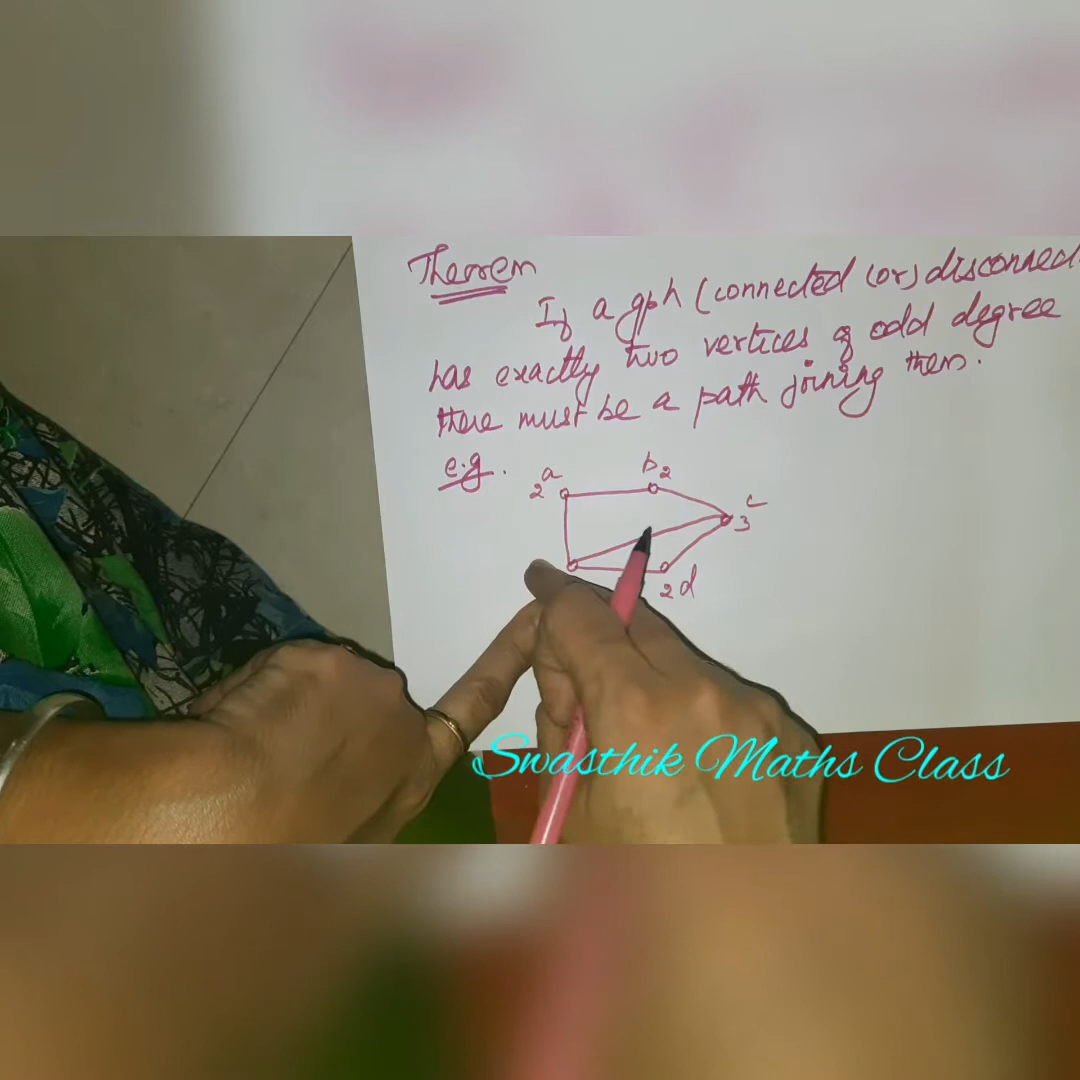 Theorem
If a gph (connected (or) disconnec
has exactly two vertices of odd degree
there must be a path joining them.
e.g.
a b 2
2 c
3
2 d
Swasthik Maths Class